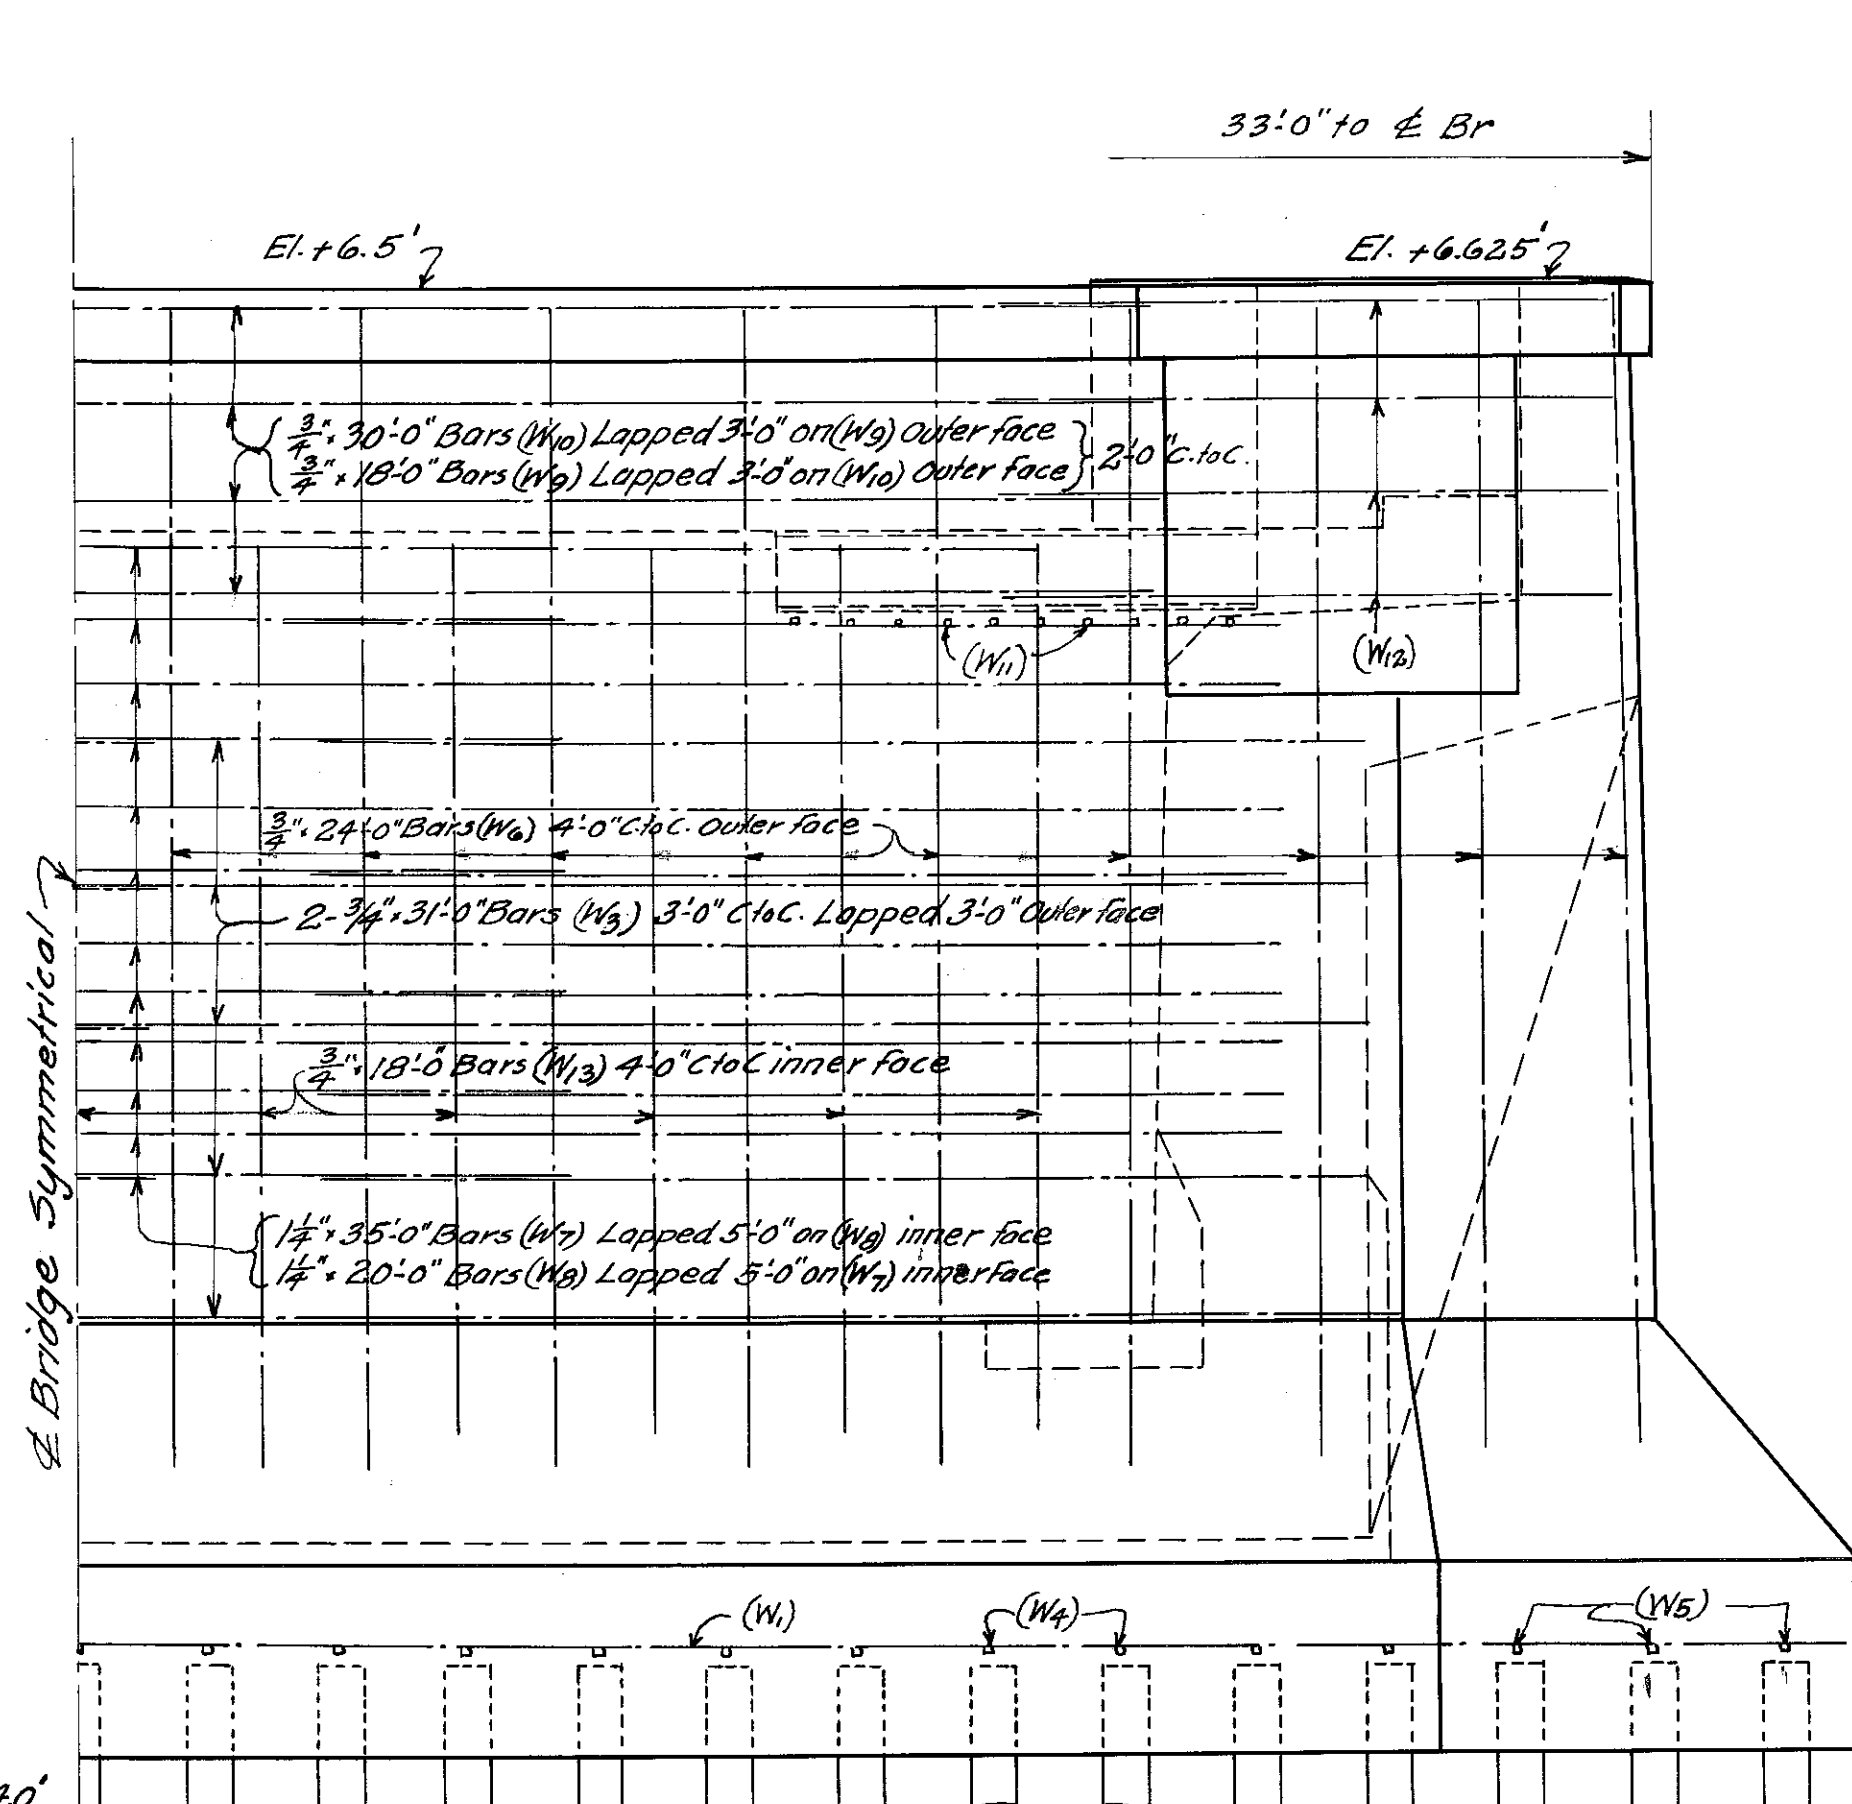 33'-0" to ℄ Br
El. +6.5'
El. +6.625'
3/4" x 30'-0" Bars (W10) Lapped 3'-0" on (W9) Outer face
3/4" x 18'-0" Bars (W9) Lapped 3'-0" on (W10) Outer face
2'-0" C. to C.
(W11)
(W12)
3/4" x 24'-0" Bars (W6) 4'-0" C. to C. Outer face
2-3/4" x 31'-0" Bars (W3) 3'-0" C to C. Lapped 3'-0" Outer face
3/4" x 18'-0" Bars (W13) 4'-0" C to C inner face
1 1/4" x 35'-0" Bars (W7) Lapped 5'-0" on (W8) inner face
1 1/4" x 20'-0" Bars (W8) Lapped 5'-0" on (W7) inner face
℄ Bridge Symmetrical
(W1)
(W4)
(W5)